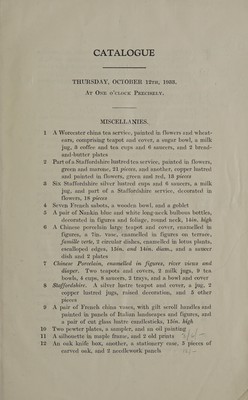 CATALOGUE
THURSDAY, OCTOBER 12TH, 1933,
AT ONE O'CLOCK PRECISELY.
MISCELLANIES.
1 A Worcester china tea service, painted in flowers and wheat-
ears, comprising teapot and cover, a sugar bowl, a milk
jug, 8 coffee and tea cups and 6 saucers, and 2 bread-
and-butter plates
2 Part of a Staffordshire lustred tea service, painted in flowers,
green and marone, 21 pieces, and another, copper lustred
and painted in flowers, green and red, 15 pieces
3 Six Staffordshire silver lustred cups and 6 saucers, a milk
jug, and part of a Staffordshire service, decorated in
flowers, 18 pieces
4 Seven French sabots, a wooden bowl, and a goblet
5 A pair of Nankin blue and white long-neck bulbous bottles,
decorated in figures and foliage, round neck, 14in. high
6 A Chinese porcelain large teapot and cover, enamelled in
figures, a 7in. vase, enamelled in figures on terrace,
famille verte, 2 circular dishes, enamelled in lotus plants,
escalloped edges, 15in. and 14in. diam., and a saucer
dish and 2 plates
7 Chinese Porcelain, enamelled in figures, river views and
diaper. Two teapots and covers, 2 milk jugs, 2 tea
bowls, 4 cups, 8 saucers, 2 trays, and a bowl and cover
8 Staffordshire. A silver lustre teapot and cover, a jug, 2
copper lustred jugs, raised decoration, and 5 other
pieces
9 A pair of French china vases, with gilt scroll handles and
painted in panels of Italian landscapes and figures, and
a pair of cut glass lustre candlesticks, 15in. high
10 Two pewter plates, a sampler, and an oil painting
11 A silhouette in maple frame, and 2 old prints
12 An oak knife box, another, a stationery case, 5 pieces of
carved oak, and 2 needlework panels